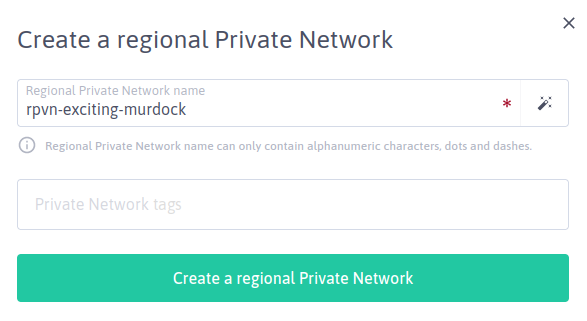 Create a regional Private Network
Regional Private Network name
rpvn-exciting-murdock
*
Regional Private Network name can only contain alphanumeric characters, dots and dashes.
Private Network tags
Create a regional Private Network